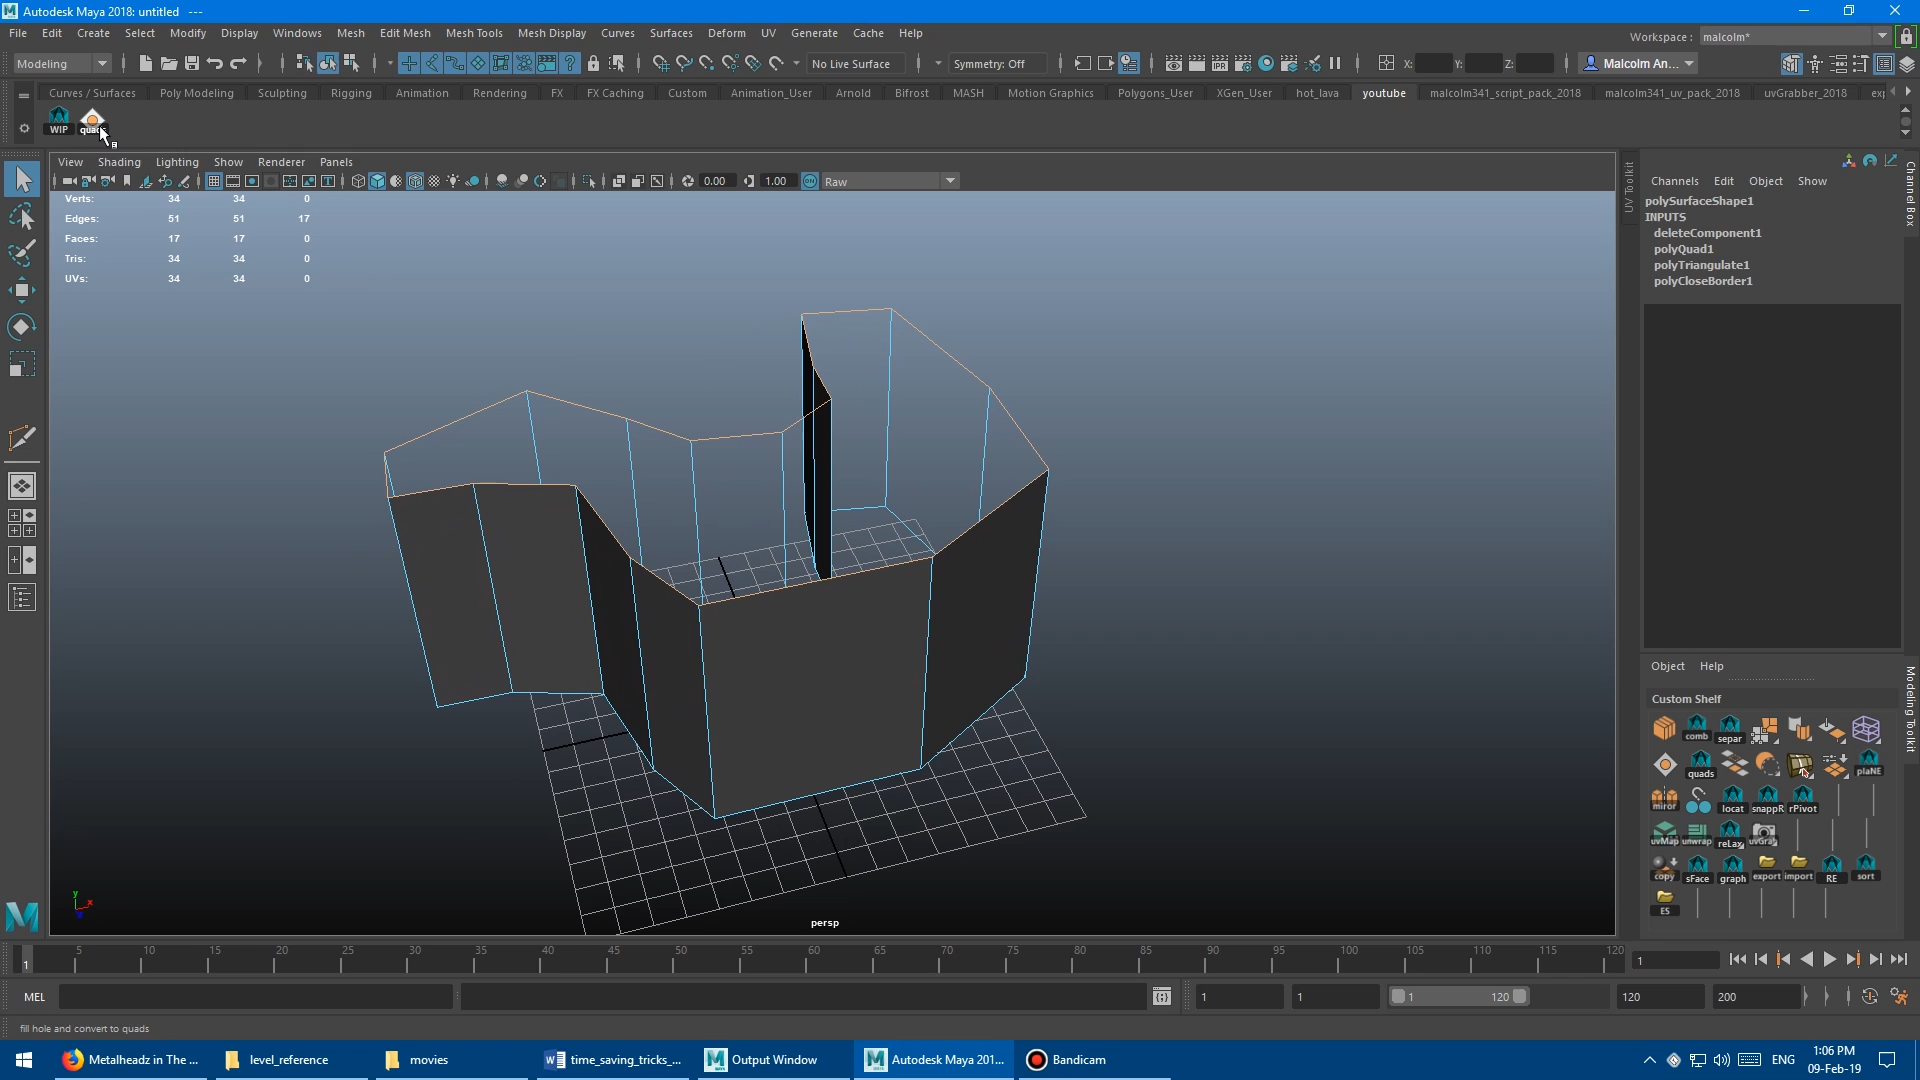 Autodesk Maya 2018: untitled   ---
File Edit Create Select Modify Display Windows Mesh Edit Mesh Mesh Tools Mesh Display Curves Surfaces Deform UV Generate Cache Help
Workspace : malcolm*
Modeling No Live Surface Symmetry: Off X: Y: Z: Malcolm An...
Curves / Surfaces Poly Modeling Sculpting Rigging Animation Rendering FX FX Caching Custom Animation_User Arnold Bifrost MASH Motion Graphics Polygons_User XGen_User hot_lava youtube malcolm341_script_pack_2018 malcolm341_uv_pack_2018 uvGrabber_2018
WIP quads
View Shading Lighting Show Renderer Panels
0.00 1.00 Raw
Verts: 34 34 0
Edges: 51 51 17
Faces: 17 17 0
Tris: 34 34 0
UVs: 34 34 0
persp
y x
UV Toolkit
Channels Edit Object Show
Channel Box
polySurfaceShape1
INPUTS
deleteComponent1
polyQuad1
polyTriangulate1
polyCloseBorder1
Object Help
Modeling Toolkit
Custom Shelf
comb separ
quads plaNE
miror locat snappR rPivot
uvMap unwrap reLax uvGra
copy sFace graph export import RE sort
ES
1 5 10 15 20 25 30 35 40 45 50 55 60 65 70 75 80 85 90 95 100 105 110 115 120 1
MEL 1 1 1 120 120 200
fill hole and convert to quads
Metalheadz in The ... level_reference movies time_saving_tricks_... Output Window Autodesk Maya 201... Bandicam
ENG
1:06 PM
09-Feb-19